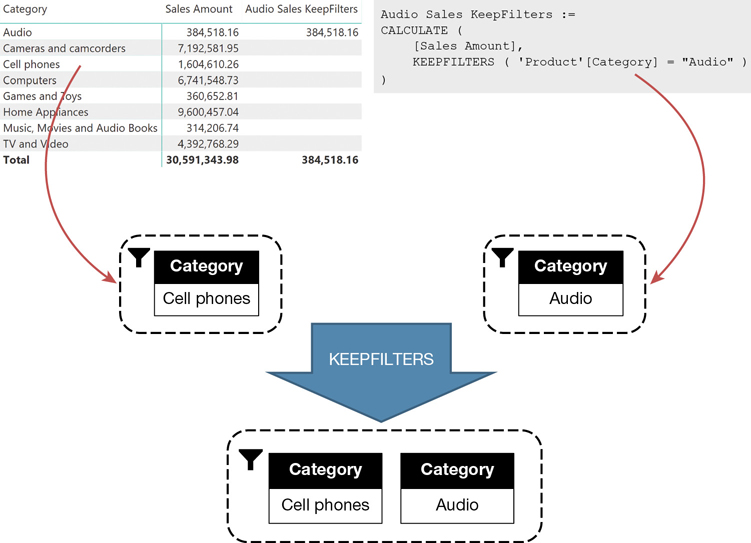 Category Sales Amount Audio Sales KeepFilters
Audio 384,518.16 384,518.16
Cameras and camcorders 7,192,581.95
Cell phones 1,604,610.26
Computers 6,741,548.73
Games and Toys 360,652.81
Home Appliances 9,600,457.04
Music, Movies and Audio Books 314,206.74
TV and Video 4,392,768.29
Total 30,591,343.98 384,518.16
Audio Sales KeepFilters :=
CALCULATE (
[Sales Amount],
KEEPFILTERS ( 'Product'[Category] = "Audio" )
)
Category
Cell phones
Category
Audio
KEEPFILTERS
Category
Cell phones
Category
Audio